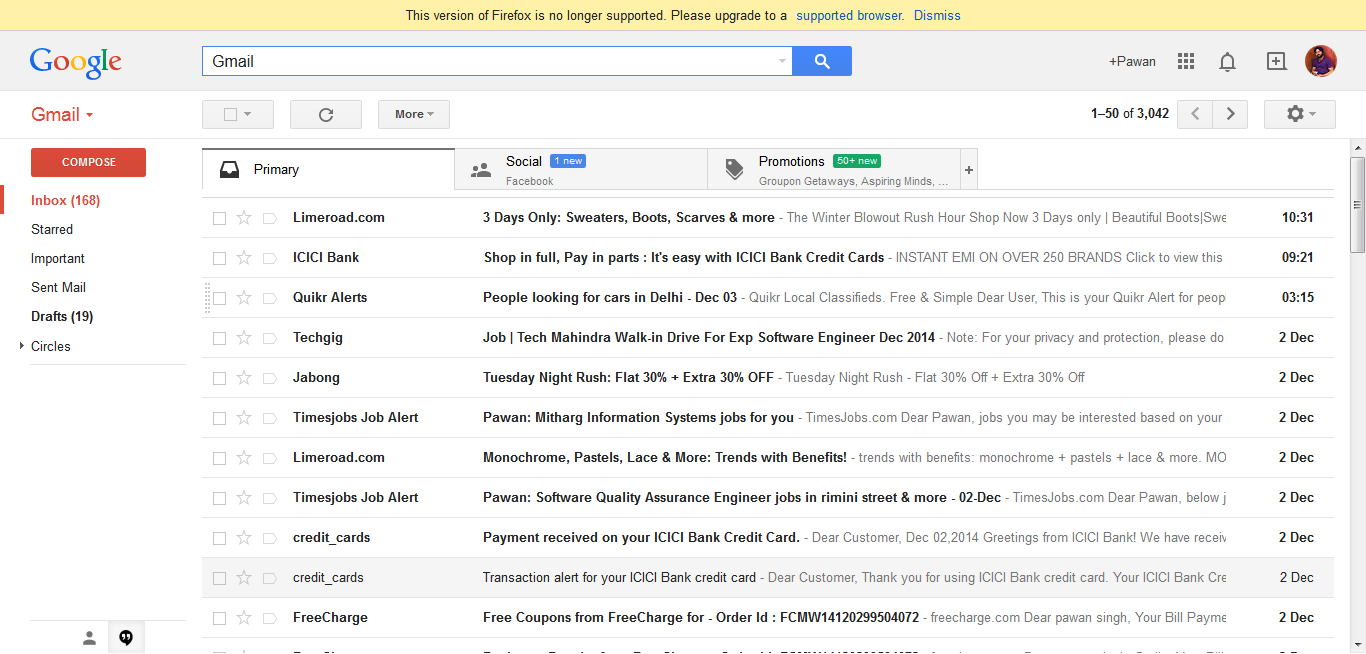 This version of Firefox is no longer supported. Please upgrade to a supported browser. Dismiss
Google
Gmail
+Pawan
Gmail
More
1–50 of 3,042
COMPOSE
Inbox (168)
Starred
Important
Sent Mail
Drafts (19)
Circles
Primary
Social 1 new
Facebook
Promotions 50+ new
Groupon Getaways, Aspiring Minds, ...
+
Limeroad.com 3 Days Only: Sweaters, Boots, Scarves & more - The Winter Blowout Rush Hour Shop Now 3 Days only | Beautiful Boots|Swe 10:31
ICICI Bank Shop in full, Pay in parts : It's easy with ICICI Bank Credit Cards - INSTANT EMI ON OVER 250 BRANDS Click to view this 09:21
Quikr Alerts People looking for cars in Delhi - Dec 03 - Quikr Local Classifieds. Free & Simple Dear User, This is your Quikr Alert for peop 03:15
Techgig Job | Tech Mahindra Walk-in Drive For Exp Software Engineer Dec 2014 - Note: For your privacy and protection, please do 2 Dec
Jabong Tuesday Night Rush: Flat 30% + Extra 30% OFF - Tuesday Night Rush - Flat 30% Off + Extra 30% Off 2 Dec
Timesjobs Job Alert Pawan: Mitharg Information Systems jobs for you - TimesJobs.com Dear Pawan, jobs you may be interested based on your 2 Dec
Limeroad.com Monochrome, Pastels, Lace & More: Trends with Benefits! - trends with benefits: monochrome + pastels + lace & more. MO 2 Dec
Timesjobs Job Alert Pawan: Software Quality Assurance Engineer jobs in rimini street & more - 02-Dec - TimesJobs.com Dear Pawan, below j 2 Dec
credit_cards Payment received on your ICICI Bank Credit Card. - Dear Customer, Dec 02,2014 Greetings from ICICI Bank! We have receiv 2 Dec
credit_cards Transaction alert for your ICICI Bank credit card - Dear Customer, Thank you for using ICICI Bank credit card. Your ICICI Bank Cre 2 Dec
FreeCharge Free Coupons from FreeCharge for - Order Id : FCMW14120299504072 - freecharge.com Dear pawan singh, Your Bill Payme 2 Dec